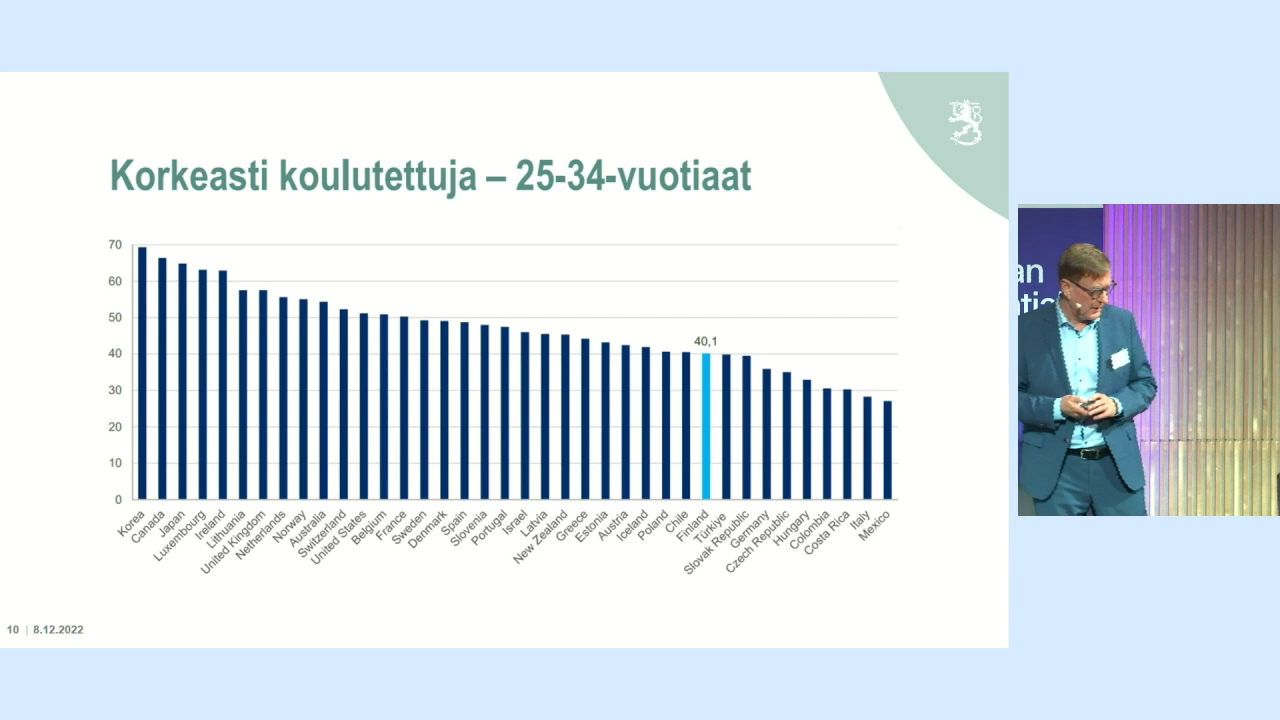 Korkeasti koulutettuja – 25-34-vuotiaat
70
60
50
40
30
20
10
0
40,1
Korea
Canada
Japan
Luxembourg
Ireland
Lithuania
United Kingdom
Nethenlands
Norway
Australia
Switzerland
United States
Belgium
France
Sweden
Denmark
Spain
Slovenia
Portugal
Israel
Latvia
New Zealand
Greece
Estonia
Austria
Iceland
Poland
Chile
Finland
Türkiye
Slovak Republic
Germany
Czech Republic
Hungary
Colombia
Costa Rica
Italy
Mexico
10 | 8.12.2022
an